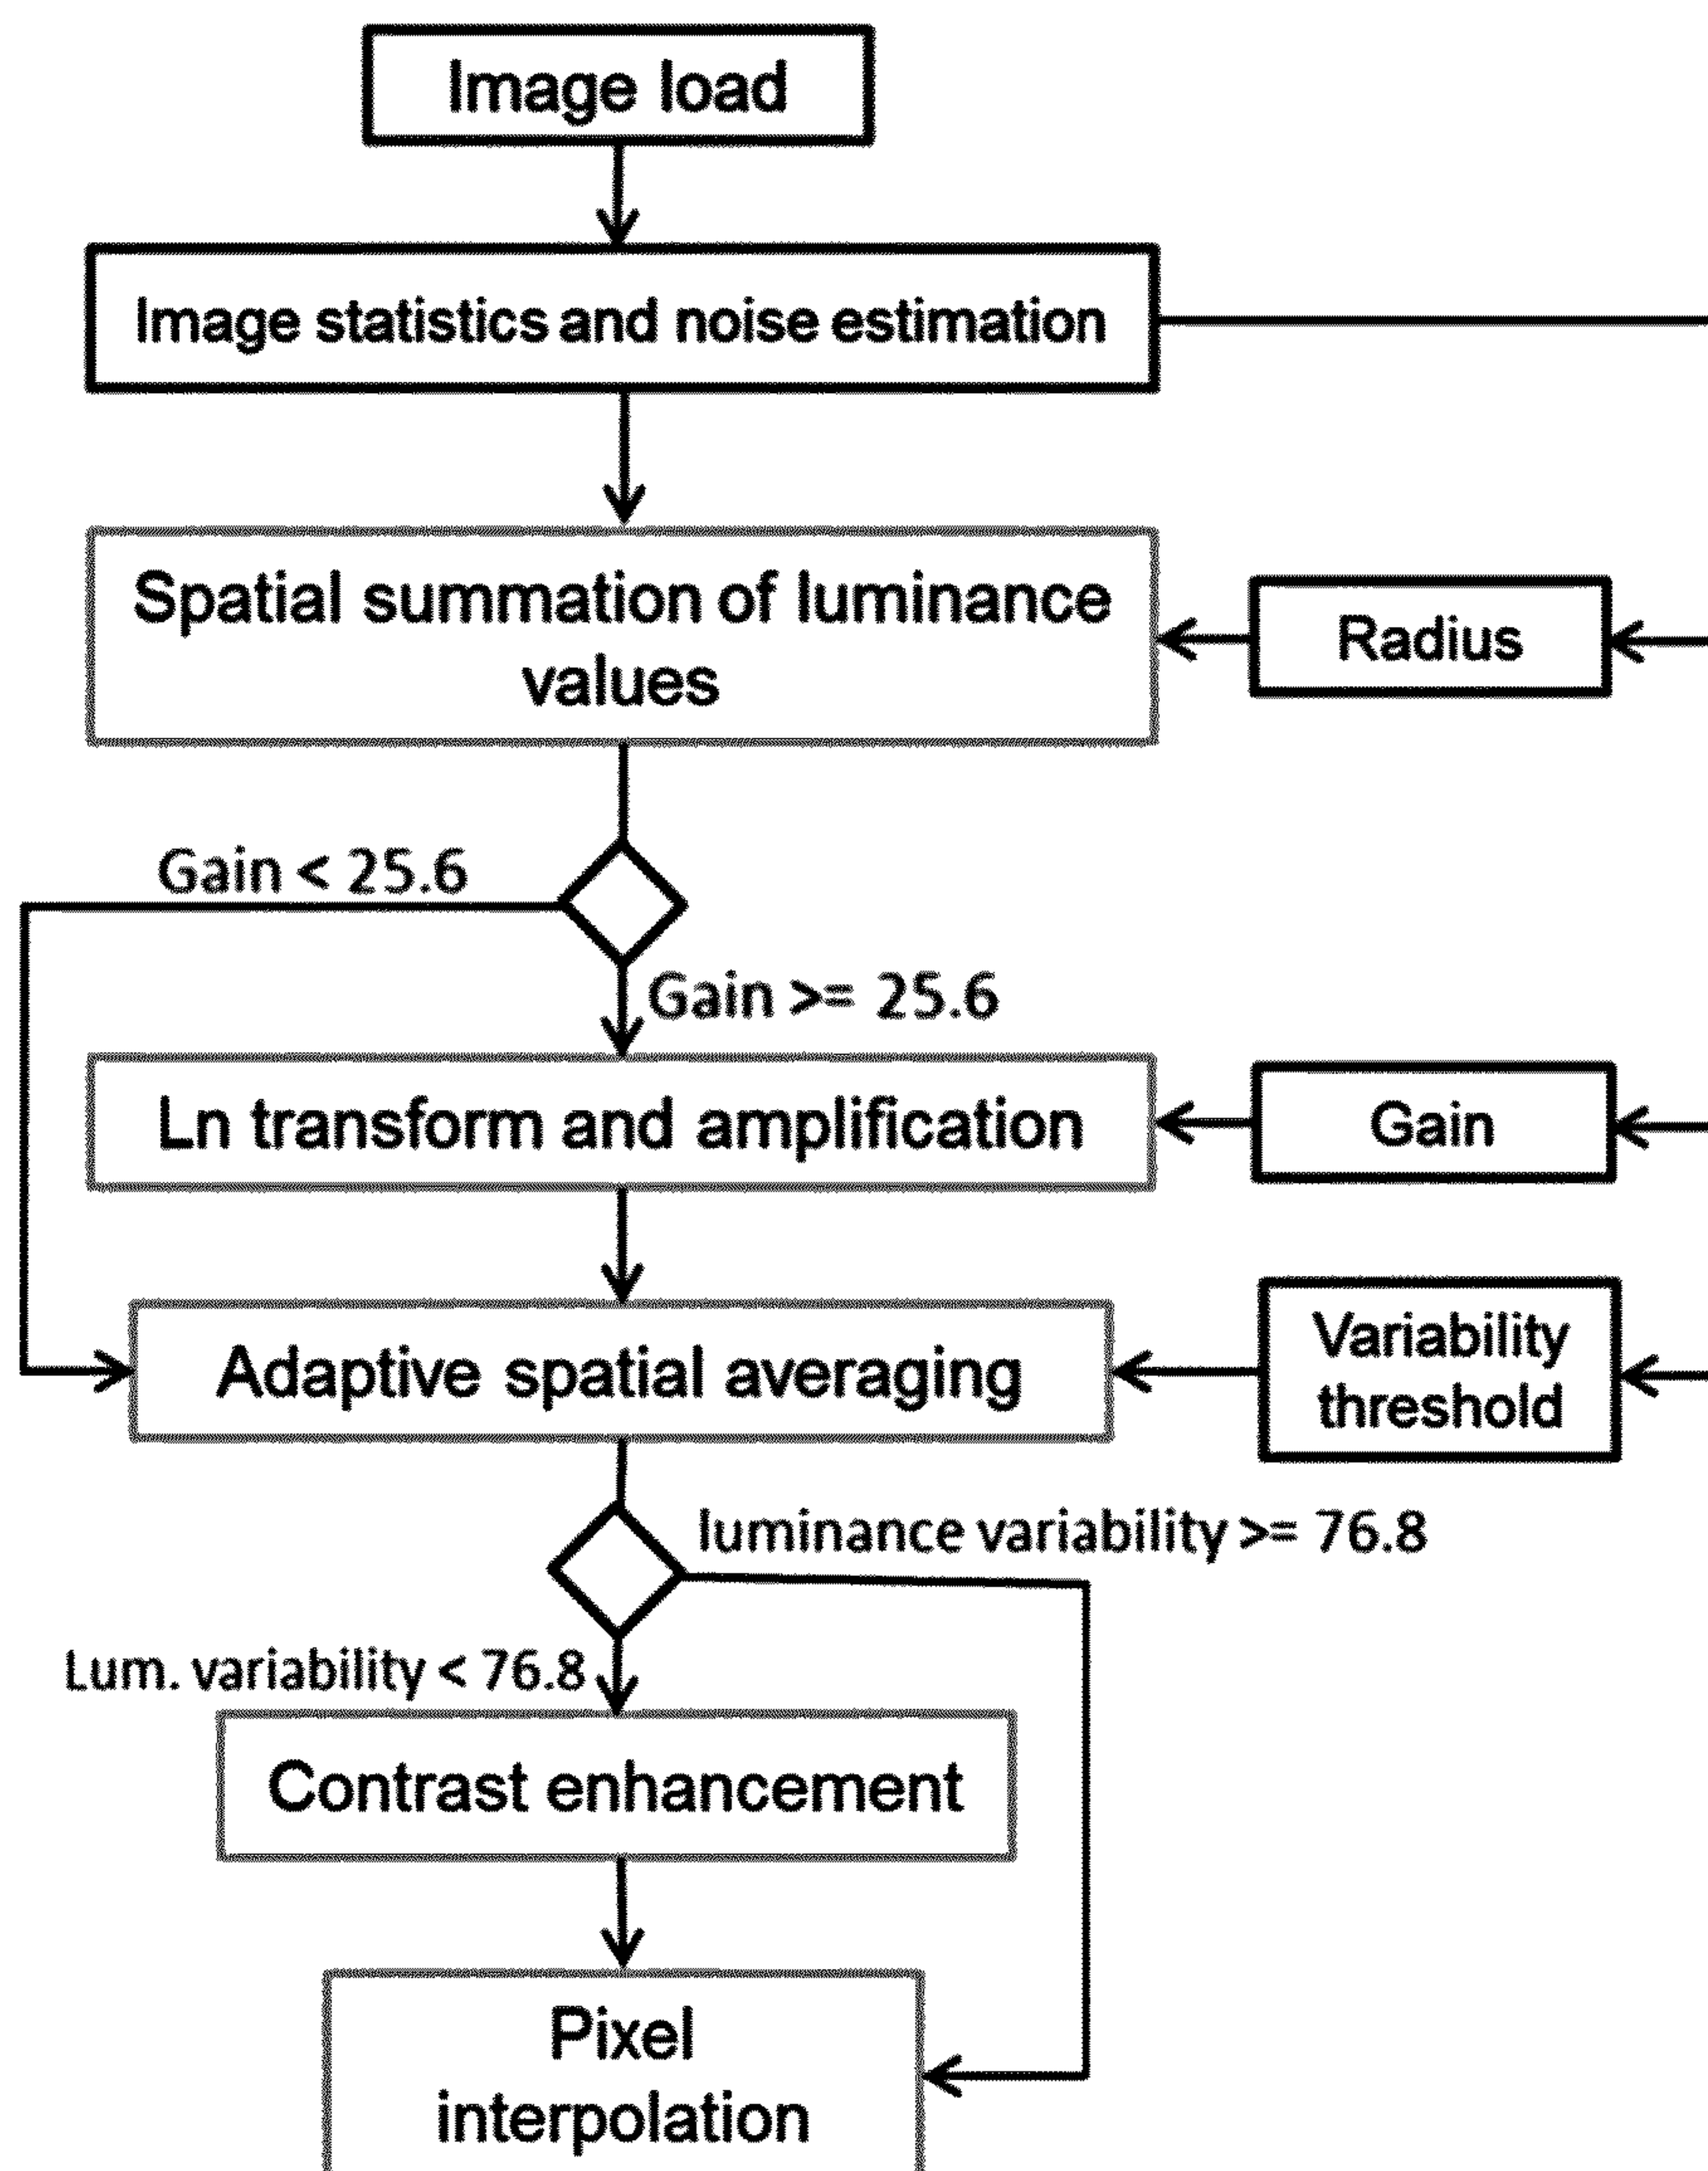 Image load
Image statistics and noise estimation
Spatial summation of luminance
values
Radius
Gain < 25.6
Gain >= 25.6
Ln transform and amplification
Gain
Adaptive spatial averaging
Variability
threshold
luminance variability >= 76.8
Lum. variability < 76.8
Contrast enhancement
Pixel
interpolation